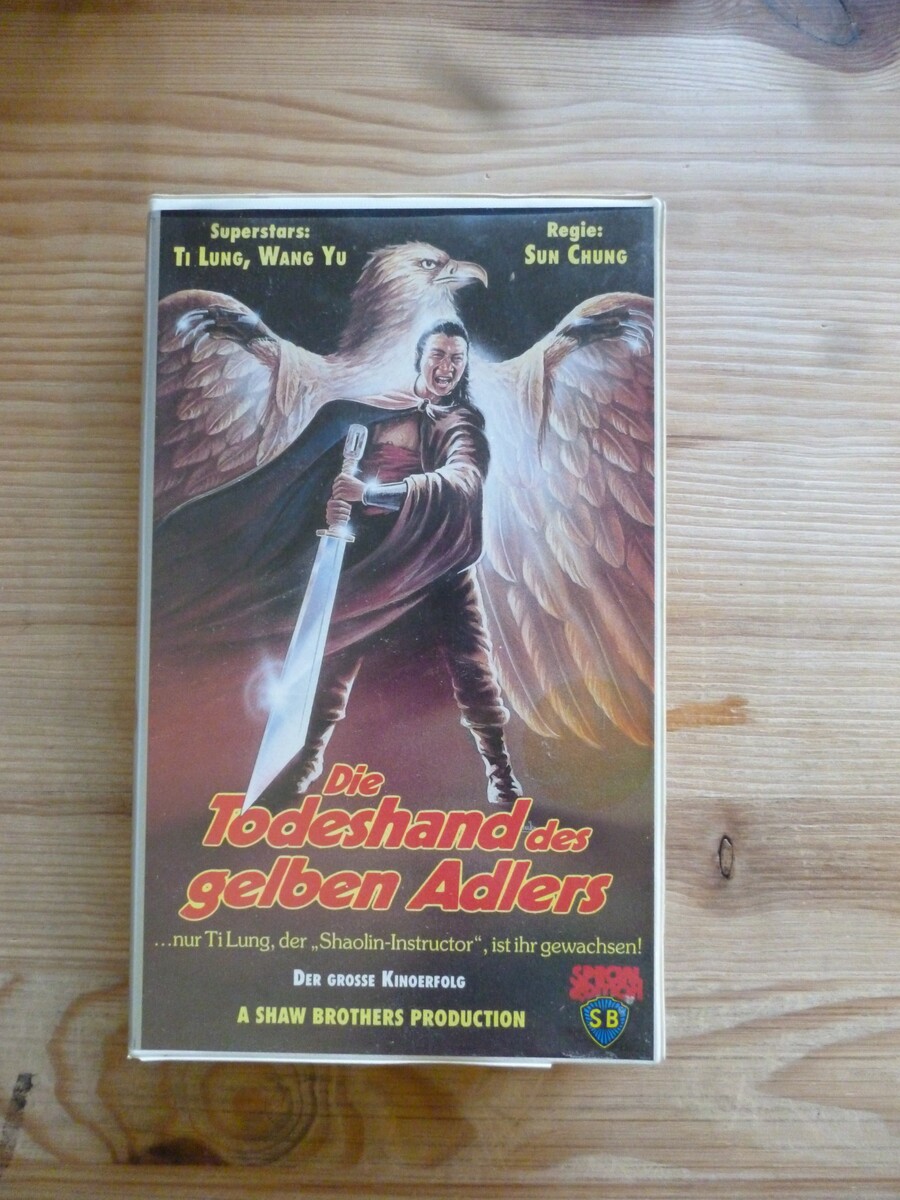 Superstars:
Ti Lung, Wang Yu
Regie:
Sun Chung
Die
Todeshand des
gelben Adlers
...nur Ti Lung, der „Shaolin-Instructor“, ist ihr gewachsen!
Der grosse Kinoerfolg
A SHAW BROTHERS PRODUCTION
SB